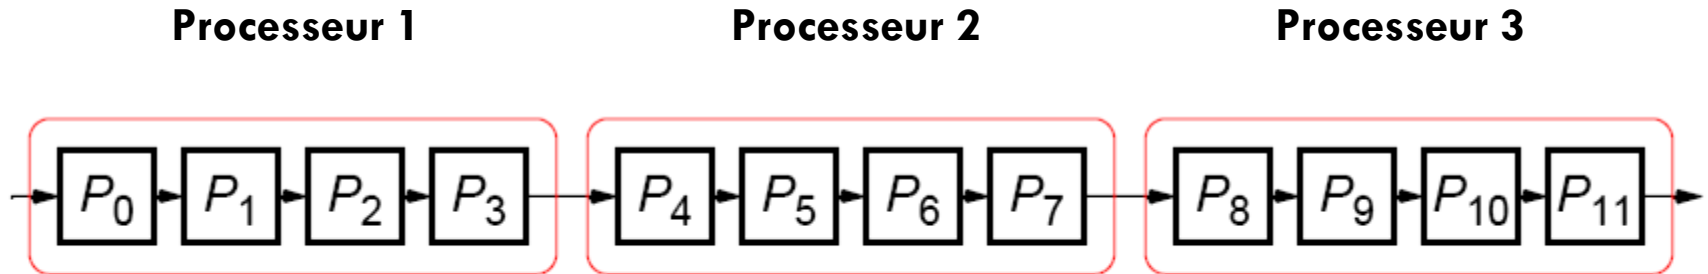 Processeur 1 Processeur 2 Processeur 3
P0 P1 P2 P3 P4 P5 P6 P7 P8 P9 P10 P11